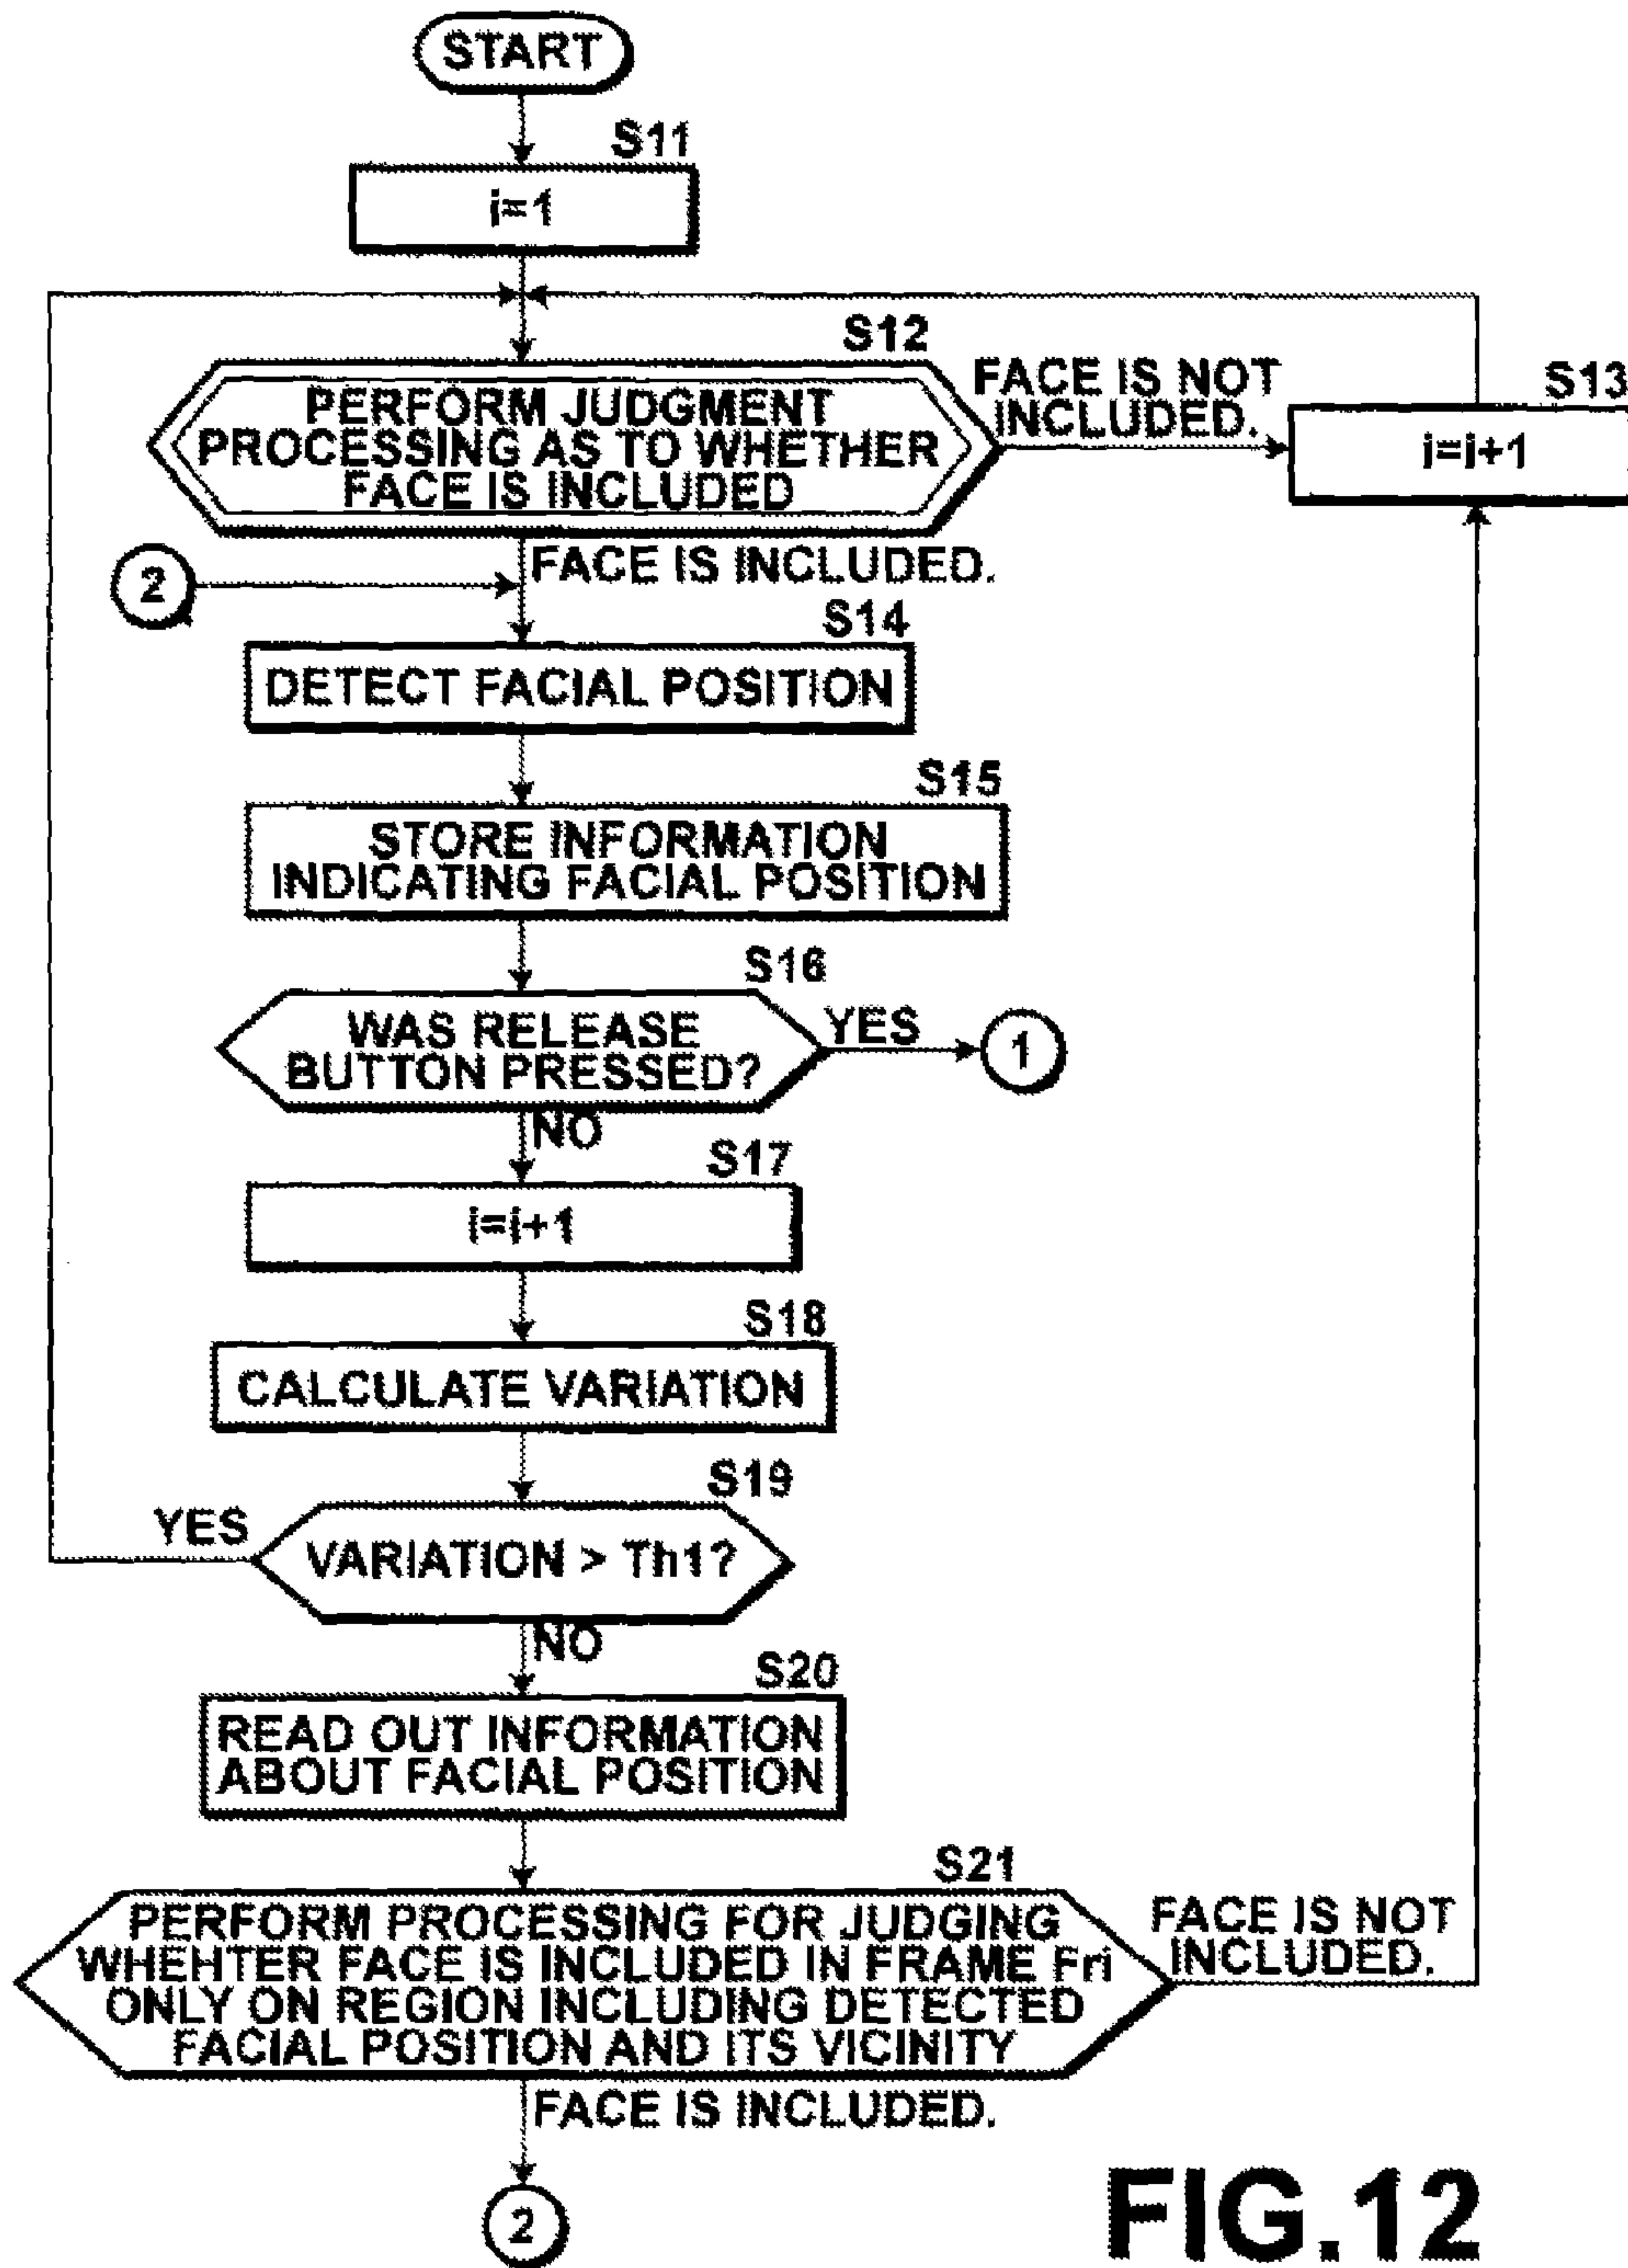 START
S11
i=1
S12
PERFORM JUDGMENT
PROCESSING AS TO WHETHER
FACE IS INCLUDED
FACE IS NOT
INCLUDED.
S13
i=i+1
FACE IS INCLUDED.
2
S14
DETECT FACIAL POSITION
S15
STORE INFORMATION
INDICATING FACIAL POSITION
S16
WAS RELEASE
BUTTON PRESSED?
YES
1
NO
S17
i=i+1
S18
CALCULATE VARIATION
S19
YES
VARIATION > Th1?
NO
S20
READ OUT INFORMATION
ABOUT FACIAL POSITION
S21
PERFORM PROCESSING FOR JUDGING
WHEHTER FACE IS INCLUDED IN FRAME Fri
ONLY ON REGION INCLUDING DETECTED
FACIAL POSITION AND ITS VICINITY
FACE IS NOT
INCLUDED.
FACE IS INCLUDED.
2
FIG.12